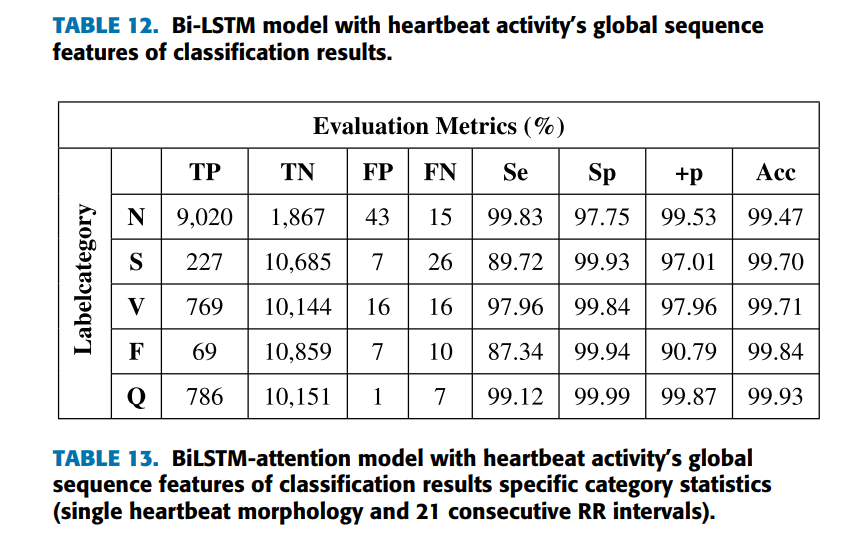 TABLE 12. Bi-LSTM model with heartbeat activity's global sequence
features of classification results.
Evaluation Metrics (%)
Labelcategory
TP TN FP FN Se Sp +p Acc
N 9,020 1,867 43 15 99.83 97.75 99.53 99.47
S 227 10,685 7 26 89.72 99.93 97.01 99.70
V 769 10,144 16 16 97.96 99.84 97.96 99.71
F 69 10,859 7 10 87.34 99.94 90.79 99.84
Q 786 10,151 1 7 99.12 99.99 99.87 99.93
TABLE 13. BiLSTM-attention model with heartbeat activity's global
sequence features of classification results specific category statistics
(single heartbeat morphology and 21 consecutive RR intervals).